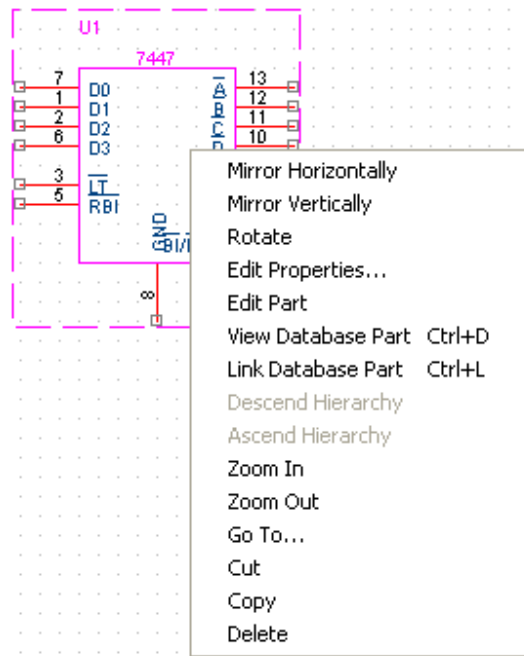 U1
7447
7 D0 A 13
1 D1 B 12
2 D2 C 11
6 D3 10
3 LT
5 RBI
GND
BI/
8
Mirror Horizontally
Mirror Vertically
Rotate
Edit Properties...
Edit Part
View Database Part Ctrl+D
Link Database Part Ctrl+L
Descend Hierarchy
Ascend Hierarchy
Zoom In
Zoom Out
Go To...
Cut
Copy
Delete